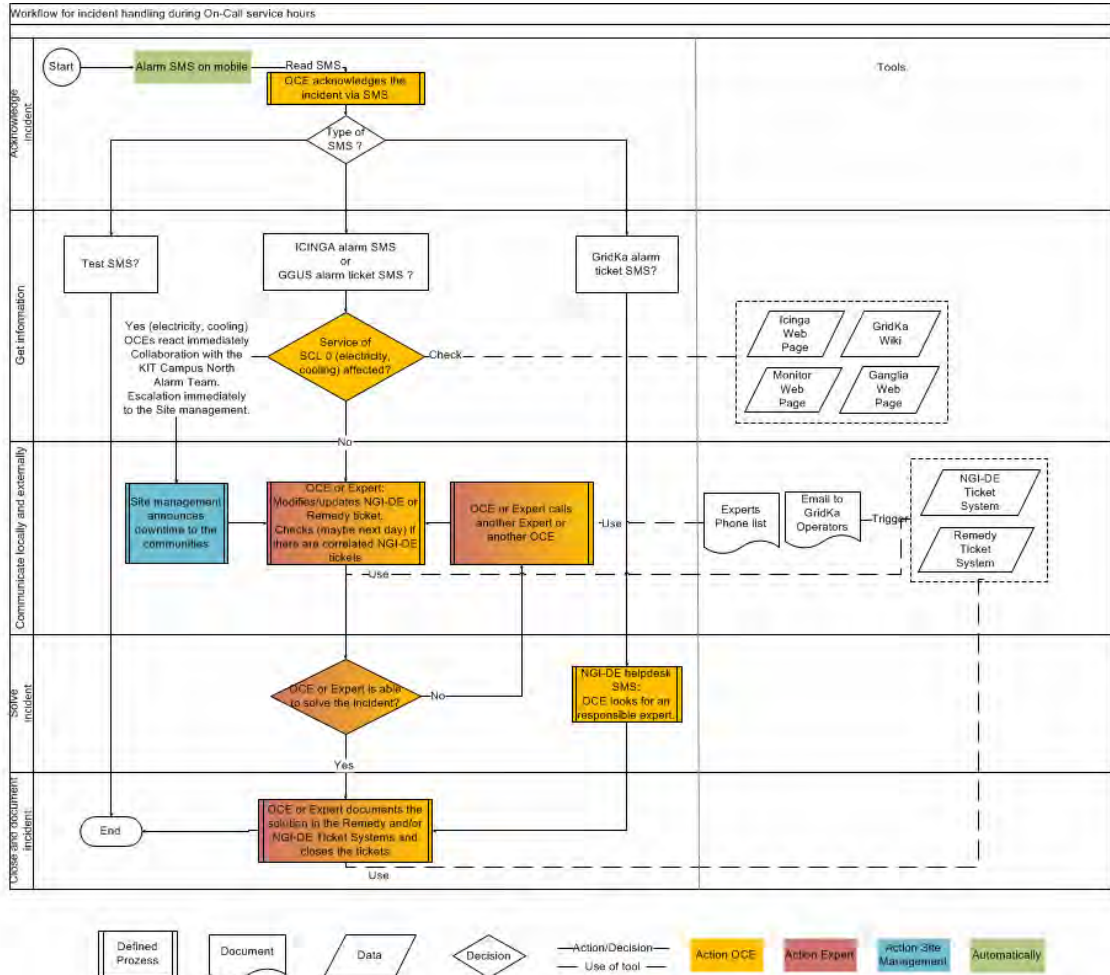 Workflow for incident handling during On-Call service hours
Acknowledge
incident
Start
Alarm SMS on mobile
Read SMS
OCE acknowledges the
incident via SMS
Type of
SMS ?
Tools
Get information
Test SMS?
ICINGA alarm SMS
or
GGUS alarm ticket SMS ?
GridKa alarm
ticket SMS?
Yes (electricity, cooling)
OCEs react immediately
Collaboration with the
KIT Campus North
Alarm Team.
Escalation immediately
to the Site management.
Service of
SCL 0 (electricity,
cooling) affected?
Check
Icinga
Web
Page
GridKa
Wiki
Monitor
Web
Page
Ganglia
Web
Page
No
Communicate locally and externally
Site management
announces
downtime to the
communities
OCE or Expert:
Modifies/updates NGI-DE or
Remedy ticket.
Checks (maybe next day) if
there are correlated NGI-DE
tickets
OCE or Expert calls
another Expert or
another OCE
Use
Experts
Phone list
Email to
GridKa
Operators
Trigger
NGI-DE
Ticket
System
Remedy
Ticket
System
Use
Solve
incident
OCE or Expert is able
to solve the incident?
No
NGI-DE helpdesk
SMS:
OCE looks for an
responsible expert.
Yes
Close and document
incident
End
OCE or Expert documents the
solution in the Remedy and/or
NGI-DE Ticket Systems and
closes the tickets
Use
Defined
Prozess
Document
Data
Decision
Action/Decision
Use of tool
Action OCE
Action Expert
Action Site
Management
Automatically